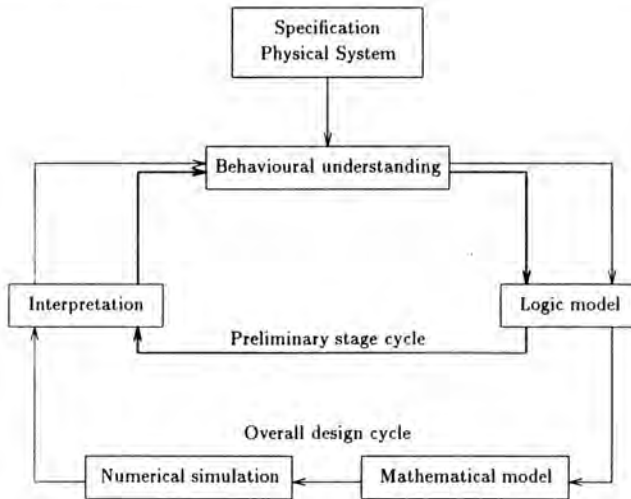 Specification
Physical System
Behavioural understanding
Interpretation
Logic model
Preliminary stage cycle
Overall design cycle
Numerical simulation
Mathematical model